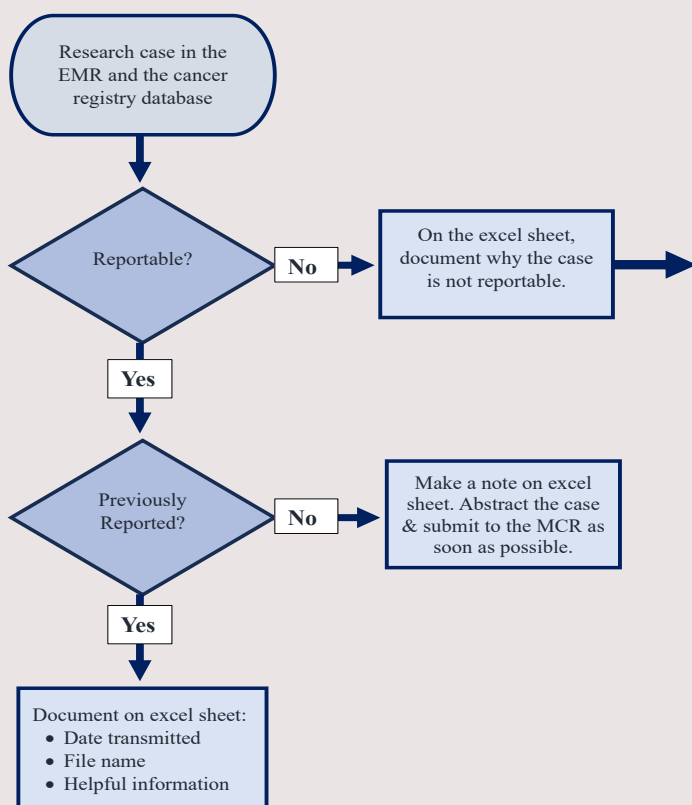 Research case in the
EMR and the cancer
registry database
Reportable?
No
On the excel sheet,
document why the case
is not reportable.
Yes
Previously
Reported?
No
Make a note on excel
sheet. Abstract the case
& submit to the MCR as
soon as possible.
Yes
Document on excel sheet:
• Date transmitted
• File name
• Helpful information